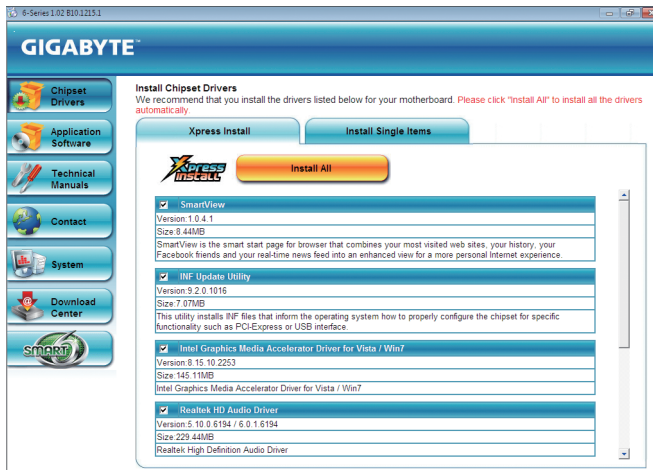 6-Series 1.02 B10.1215.1
GIGABYTE™
Chipset
Drivers
Application
Software
Technical
Manuals
Contact
System
Download
Center
SMART 6
Install Chipset Drivers
We recommend that you install the drivers listed below for your motherboard. Please click "Install All" to install all the drivers
automatically.
Xpress Install
Install Single Items
Xpress
INSTALL
Install All
SmartView
Version:1.0.4.1
Size:8.44MB
SmartView is the smart start page for browser that combines your most visited web sites, your history, your
Facebook friends and your real-time news feed into an enhanced view for a more personal Internet experience.
INF Update Utility
Version:9.2.0.1016
Size:7.07MB
This utility installs INF files that inform the operating system how to properly configure the chipset for specific
functionality such as PCI-Express or USB interface.
Intel Graphics Media Accelerator Driver for Vista / Win7
Version:8.15.10.2253
Size:145.11MB
Intel Graphics Media Accelerator Driver for Vista / Win7
Realtek HD Audio Driver
Version:5.10.0.6194 / 6.0.1.6194
Size:229.44MB
Realtek High Definition Audio Driver